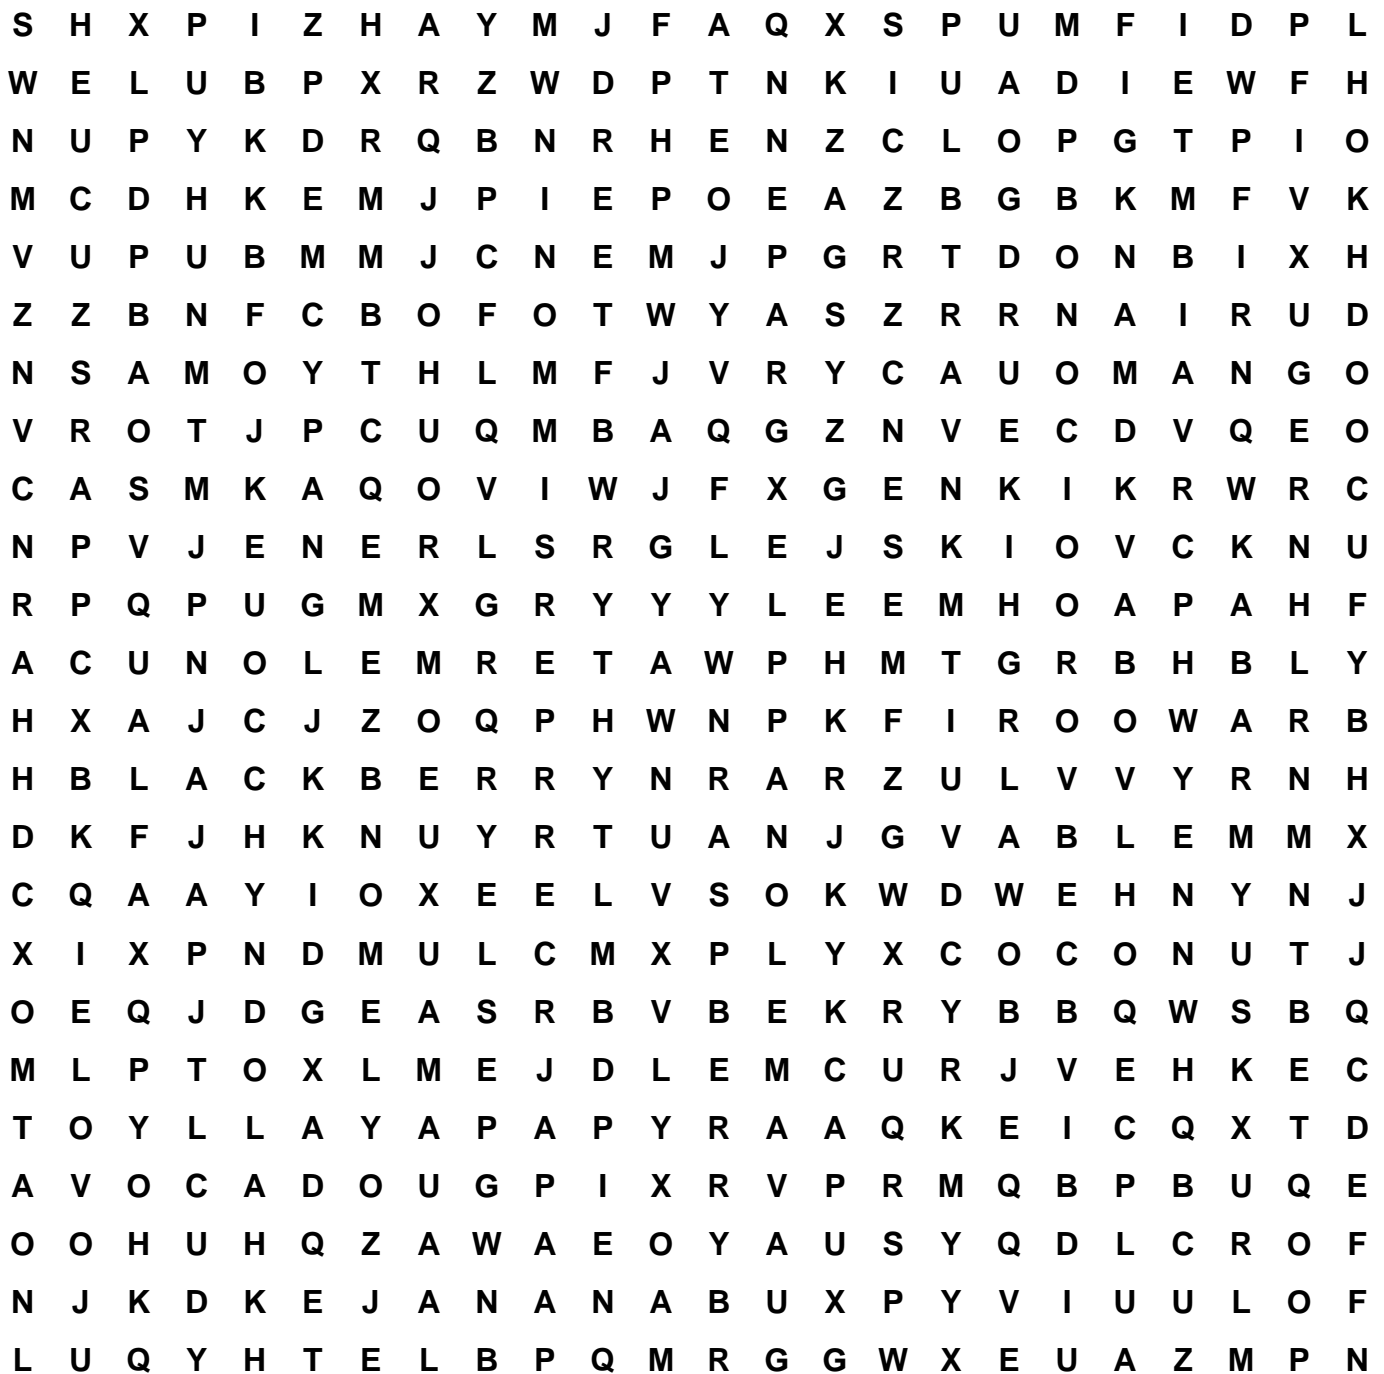 S H X P I Z H A Y M J F A Q X S P U M F I D P L
W E L U B P X R Z W D P T N K I U A D I E W F H
N U P Y K D R Q B N R H E N Z C L O P G T P I O
M C D H K E M J P I E P O E A Z B G B K M F V K
V U P U B M M J C N E M J P G R T D O N B I X H
Z Z B N F C B O F O T W Y A S Z R R N A I R U D
N S A M O Y T H L M F J V R Y C A U O M A N G O
V R O T J P C U Q M B A Q G Z N V E C D V Q E O
C A S M K A Q O V I W J F X G E N K I K R W R C
N P V J E N E R L S R G L E J S K I O V C K N U
R P Q P U G M X G R Y Y Y L E E M H O A P A H F
A C U N O L E M R E T A W P H M T G R B H B L Y
H X A J C J Z O Q P H W N P K F I R O O W A R B
H B L A C K B E R R Y N R A R Z U L V V Y R N H
D K F J H K N U Y R T U A N J G V A B L E M M X
C Q A A Y I O X E E L V S O K W D W E H N Y N J
X I X P N D M U L C M X P L Y X C O C O N U T J
O E Q J D G E A S R B V B E K R Y B B Q W S B Q
M L P T O X L M E J D L E M C U R J V E H K E C
T O Y L L A Y A P A P Y R A A Q K E I C Q X T D
A V O C A D O U G P I X R V P R M Q B P B U Q E
O O H U H Q Z A W A E O Y A U S Y Q D L C R O F
N J K D K E J A N A N A B U X P Y V I U U L O F
L U Q Y H T E L B P Q M R G G W X E U A Z M P N